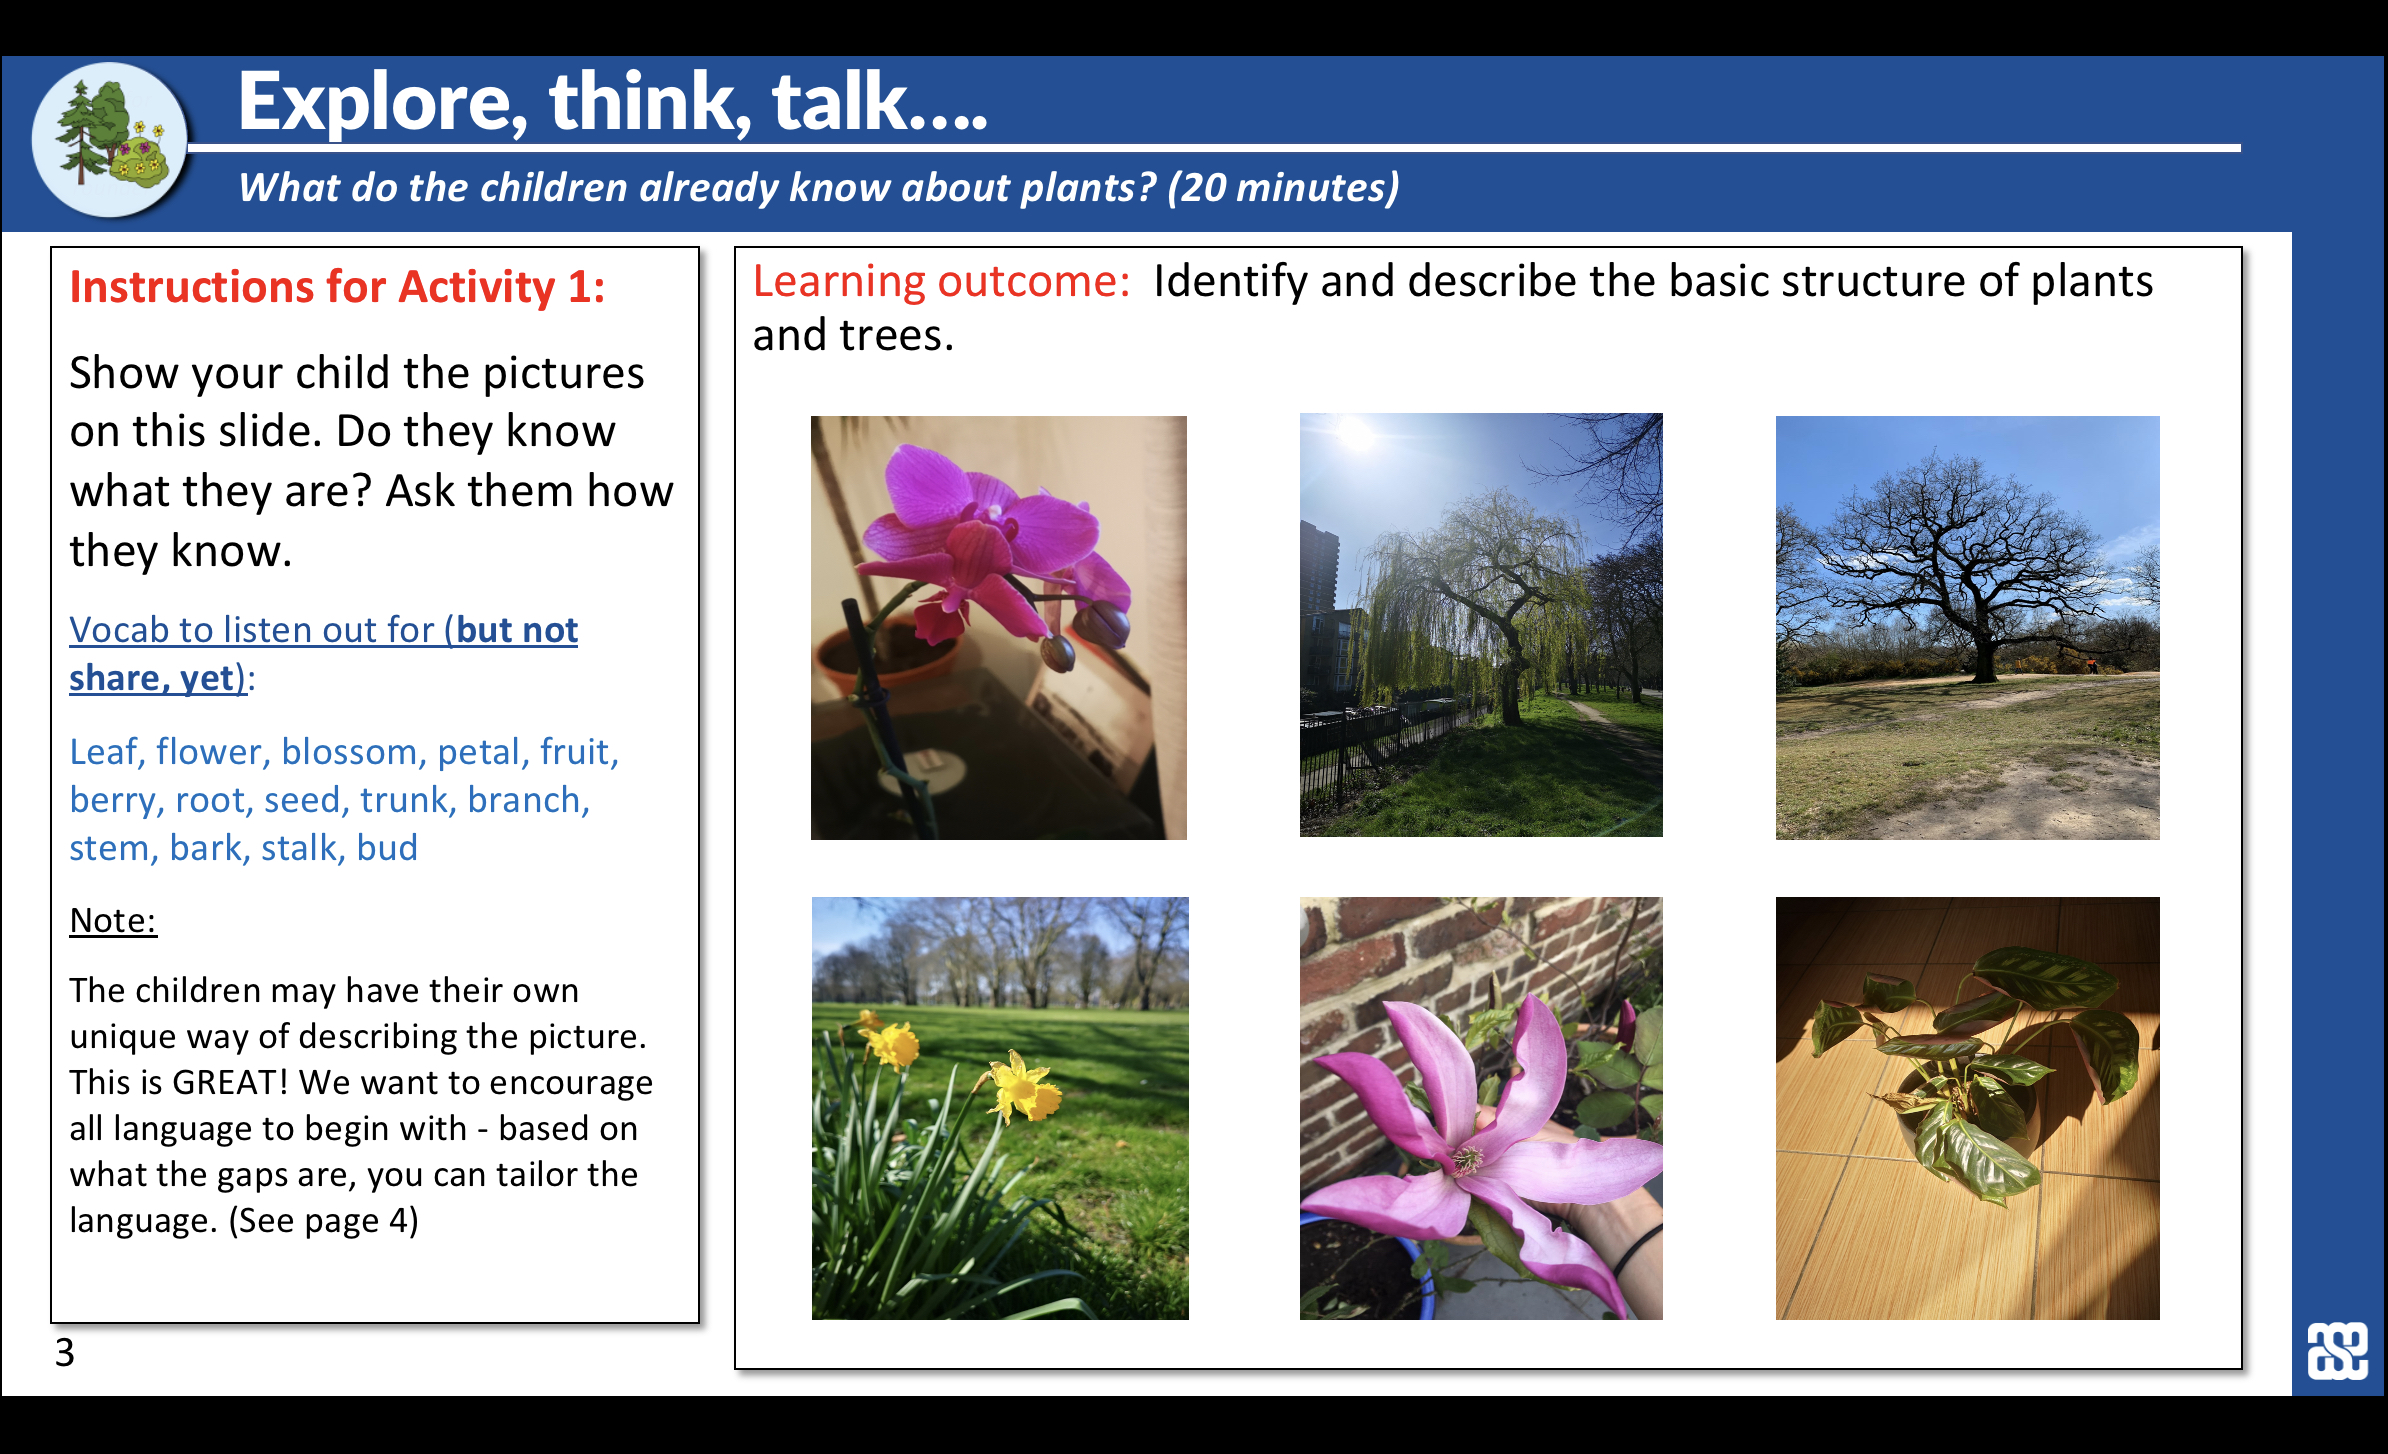 Explore, think, talk....
What do the children already know about plants? (20 minutes)
Instructions for Activity 1:
Show your child the pictures
on this slide. Do they know
what they are? Ask them how
they know.
Vocab to listen out for (but not
share, yet):
Leaf, flower, blossom, petal, fruit,
berry, root, seed, trunk, branch,
stem, bark, stalk, bud
Note:
The children may have their own
unique way of describing the picture.
This is GREAT! We want to encourage
all language to begin with - based on
what the gaps are, you can tailor the
language. (See page 4)
3
Learning outcome: Identify and describe the basic structure of plants
and trees.
ase